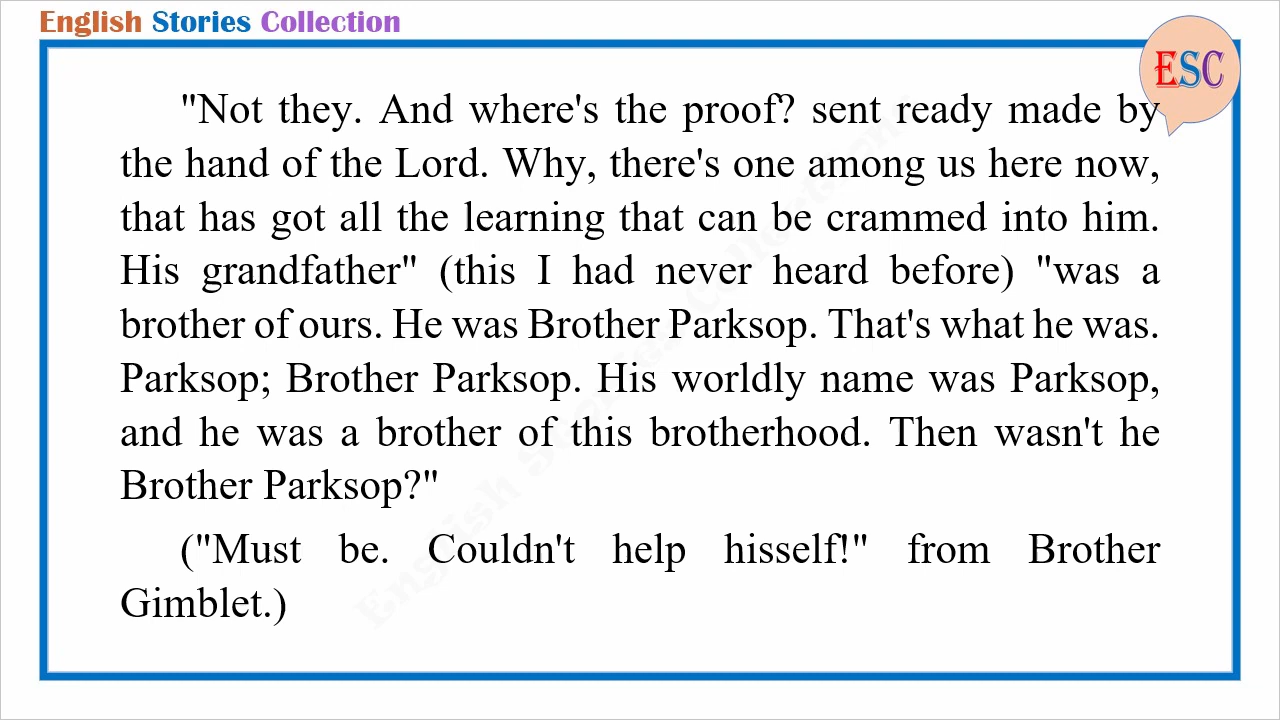 English Stories Collection
ESC
"Not they. And where's the proof? sent ready made by
the hand of the Lord. Why, there's one among us here now,
that has got all the learning that can be crammed into him.
His grandfather" (this I had never heard before) "was a
brother of ours. He was Brother Parksop. That's what he was.
Parksop; Brother Parksop. His worldly name was Parksop,
and he was a brother of this brotherhood. Then wasn't he
Brother Parksop?"
("Must be. Couldn't help hisself!" from Brother
Gimblet.)
English Stories Collections